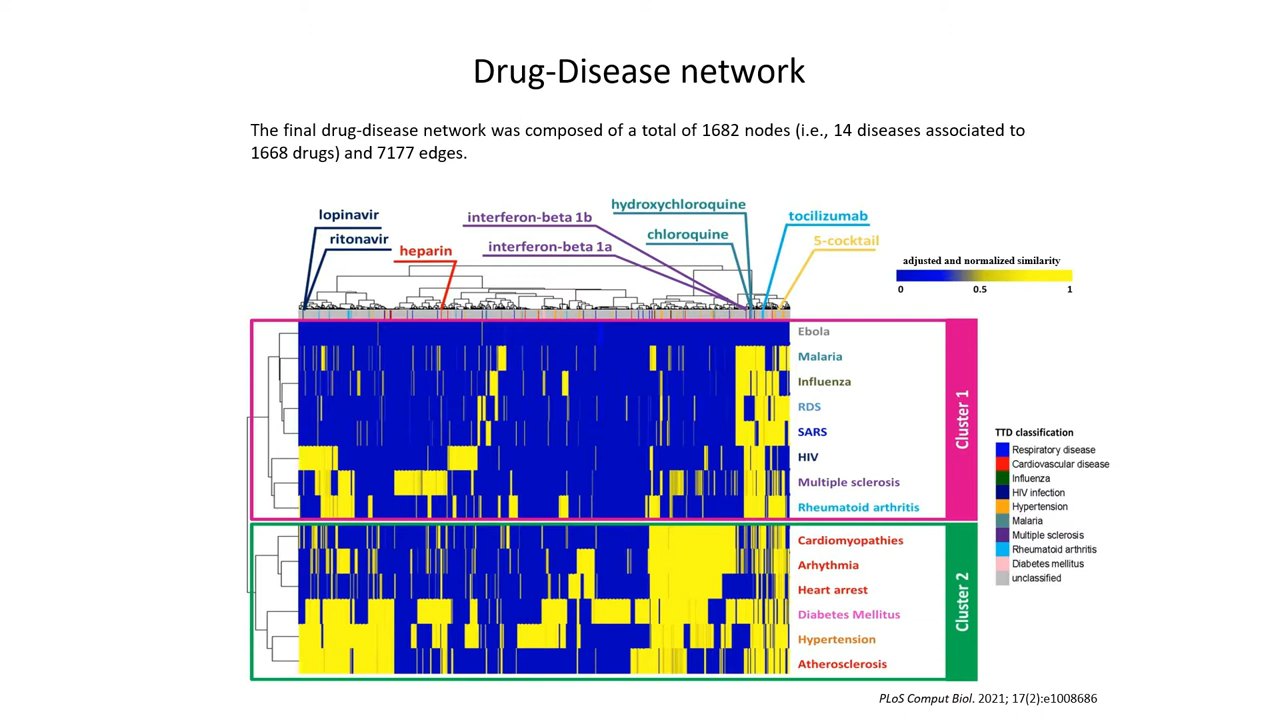 Drug-Disease network
The final drug-disease network was composed of a total of 1682 nodes (i.e., 14 diseases associated to
1668 drugs) and 7177 edges.
lopinavir
ritonavir
heparin
interferon-beta 1b
interferon-beta 1a
hydroxychloroquine
chloroquine
tocilizumab
5-cocktail
adjusted and normalized similarity
0 0.5 1
Ebola
Malaria
Influenza
RDS
SARS
HIV
Multiple sclerosis
Rheumatoid arthritis
Cluster 1
Cardiomyopathies
Arhythmia
Heart arrest
Diabetes Mellitus
Hypertension
Atherosclerosis
Cluster 2
TTD classification
Respiratory disease
Cardiovascular disease
Influenza
HIV infection
Hypertension
Malaria
Multiple sclerosis
Rheumatoid arthritis
Diabetes mellitus
unclassified
PLoS Comput Biol. 2021; 17(2):e1008686